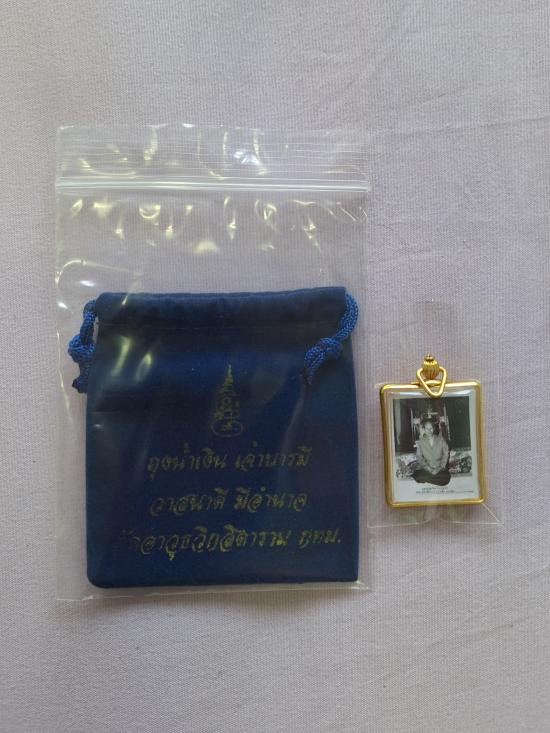 ถุงน้ำเงิน เจ้าบารมี
วาสนาดี มีอำนาจ
วัดอาวุธวิกสิตาราม กทม.